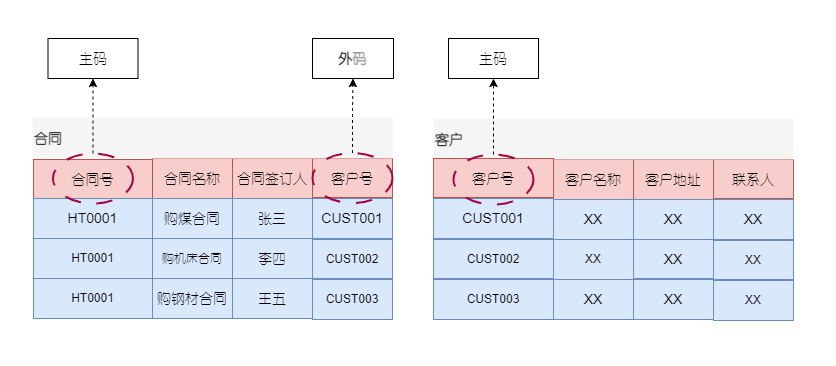 主码 外码 主码
合同 客户
合同号 合同名称 合同签订人 客户号 客户号 客户名称 客户地址 联系人
HT0001 购煤合同 张三 CUST001 CUST001 XX XX XX
HT0001 购机床合同 李四 CUST002 CUST002 XX XX XX
HT0001 购钢材合同 王五 CUST003 CUST003 XX XX XX